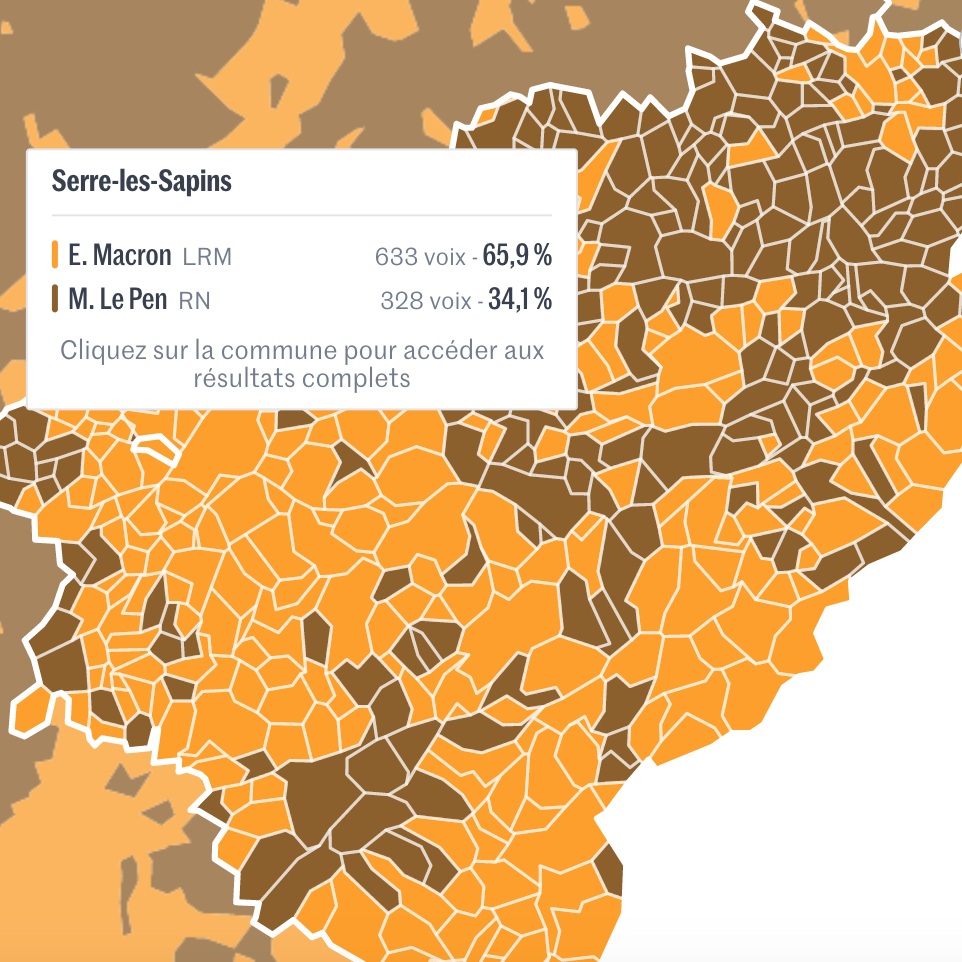 Serre-les-Sapins
E. Macron LRM 633 voix - 65,9 %
M. Le Pen RN 328 voix - 34,1 %
Cliquez sur la commune pour accéder aux
résultats complets